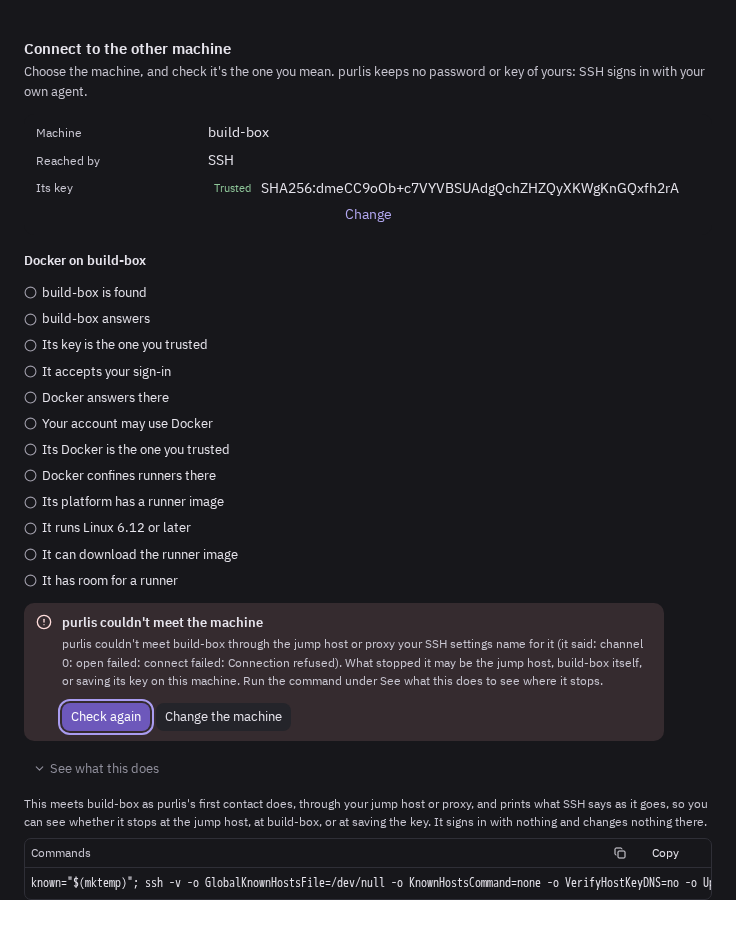 Connect to the other machine
Choose the machine, and check it's the one you mean. purlis keeps no password or key of yours: SSH signs in with your
own agent.
Machine build-box
Reached by SSH
Its key Trusted SHA256:dmeCC9oOb+c7VYVBSUAdgQchZHZQyXKWgKnGQxfh2rA
Change
Docker on build-box
build-box is found
build-box answers
Its key is the one you trusted
It accepts your sign-in
Docker answers there
Your account may use Docker
Its Docker is the one you trusted
Docker confines runners there
Its platform has a runner image
It runs Linux 6.12 or later
It can download the runner image
It has room for a runner
purlis couldn't meet the machine
purlis couldn't meet build-box through the jump host or proxy your SSH settings name for it (it said: channel
0: open failed: connect failed: Connection refused). What stopped it may be the jump host, build-box itself,
or saving its key on this machine. Run the command under See what this does to see where it stops.
Check again Change the machine
See what this does
This meets build-box as purlis's first contact does, through your jump host or proxy, and prints what SSH says as it goes, so you
can see whether it stops at the jump host, at build-box, or at saving the key. It signs in with nothing and changes nothing there.
Commands Copy
known="$(mktemp)"; ssh -v -o GlobalKnownHostsFile=/dev/null -o KnownHostsCommand=none -o VerifyHostKeyDNS=no -o